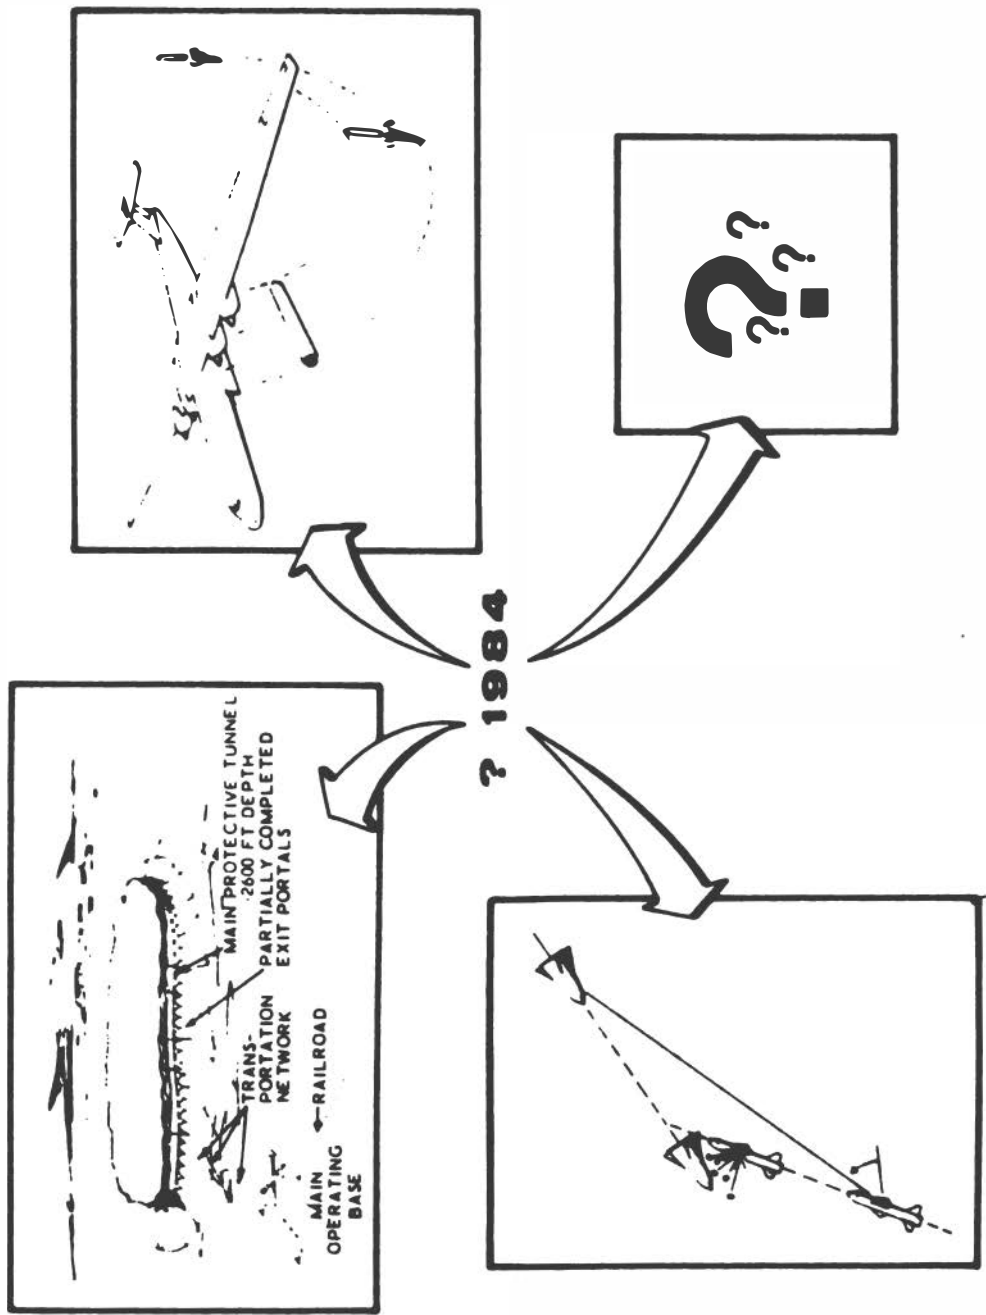 MAIN PROTECTIVE TUNNEL
2600 FT DEPTH
PARTIALLY COMPLETED
EXIT PORTALS
TRANS-
PORTATION
NETWORK
RAILROAD
MAIN
OPERATING
BASE
? 1984
?
?
?
?